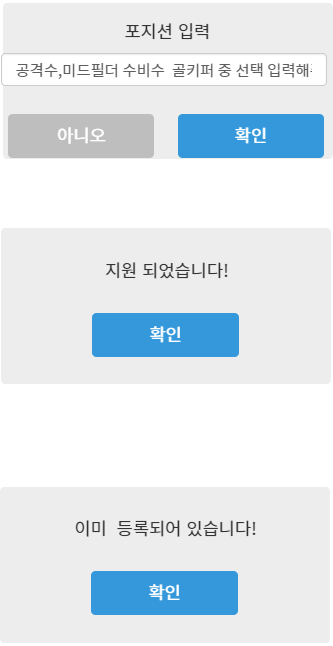 포지션 입력
공격수,미드필더 수비수  골키퍼 중 선택 입력해
아니오
확인
지원 되었습니다!
확인
이미  등록되어 있습니다!
확인